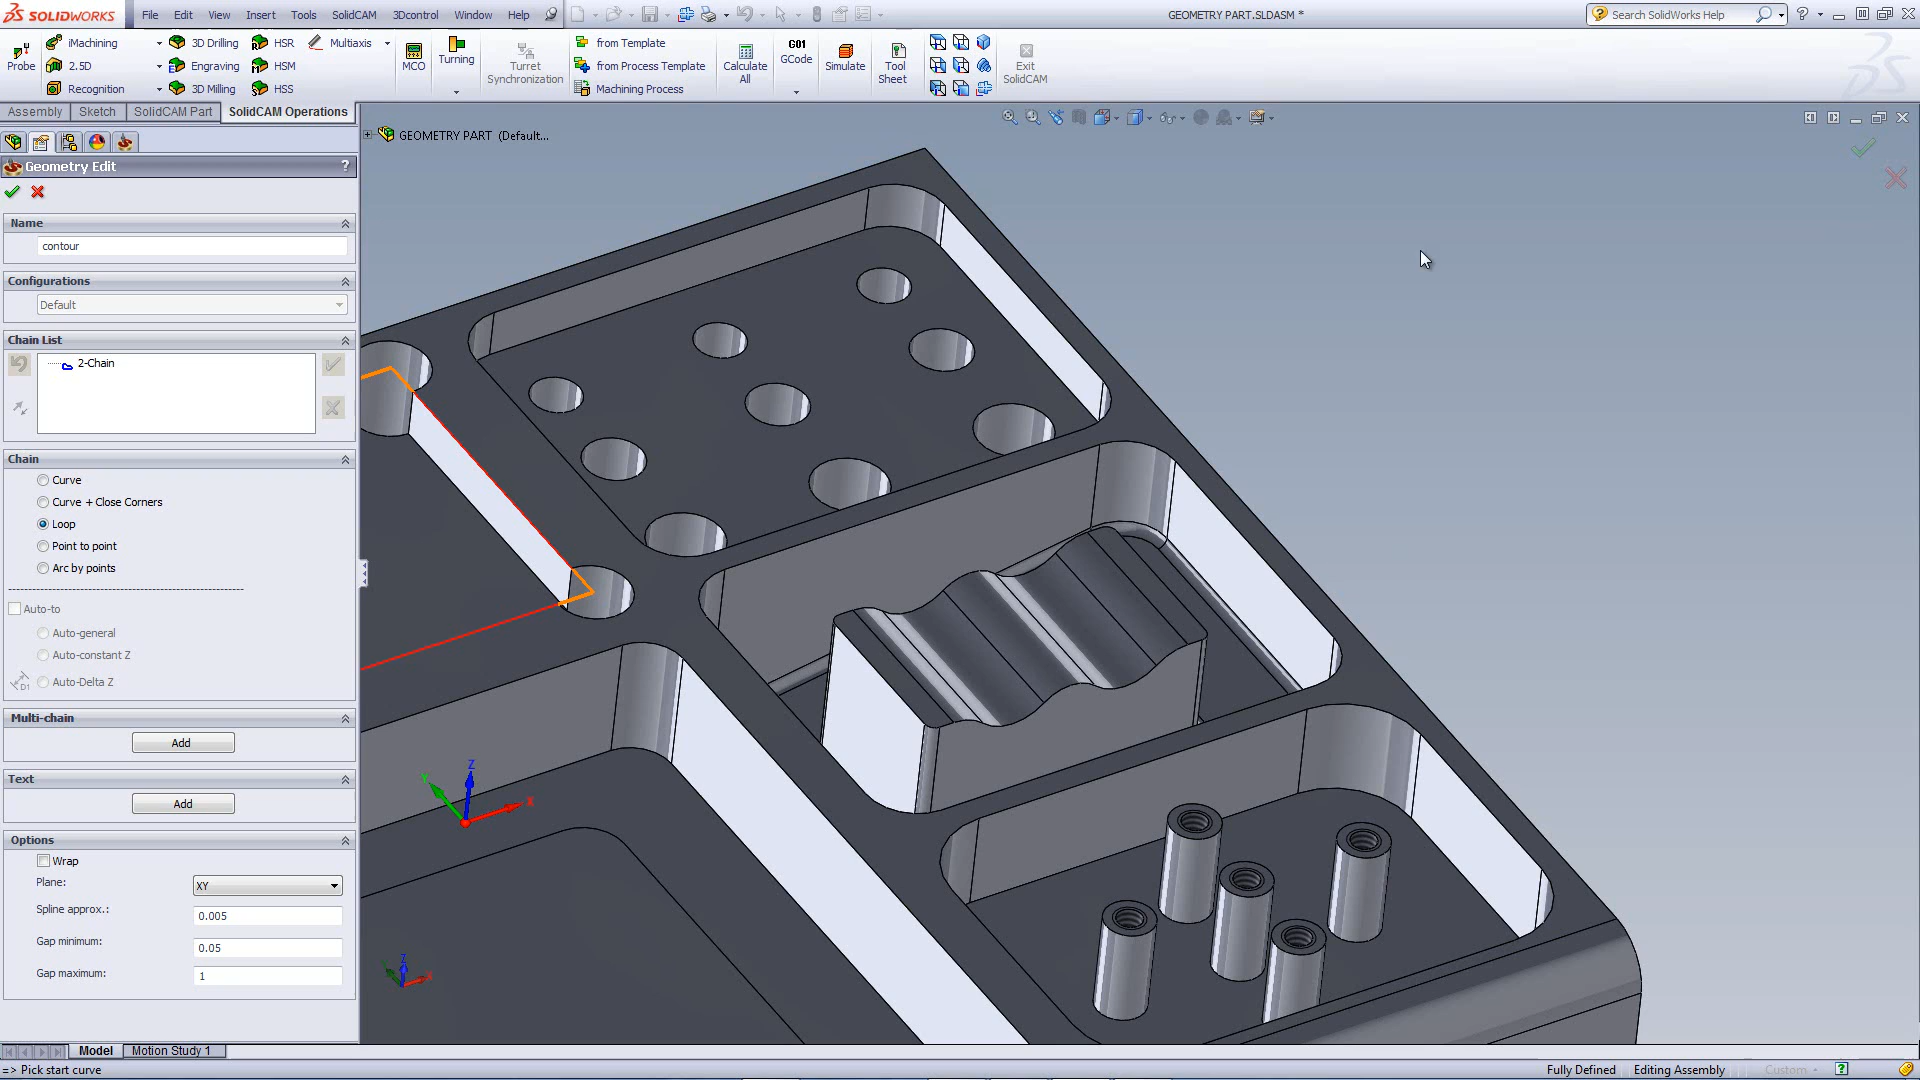 SOLIDWORKS File Edit View Insert Tools SolidCAM 3Dcontrol Window Help GEOMETRY PART.SLDASM * Search SolidWorks Help
Probe iMachining 3D Drilling HSR Multiaxis MCO Turning Turret Synchronization from Template Calculate All G01 GCode Simulate Tool Sheet Exit SolidCAM
2.5D Engraving HSM from Process Template
Recognition 3D Milling HSS Machining Process
Assembly Sketch SolidCAM Part SolidCAM Operations
GEOMETRY PART (Default...
Geometry Edit ?
Name
contour
Configurations
Default
Chain List
2-Chain
Chain
Curve
Curve + Close Corners
Loop
Point to point
Arc by points
Auto-to
Auto-general
Auto-constant Z
D1 Auto-Delta Z
Multi-chain
Add
Text
Add
Options
Wrap
Plane: XY
Spline approx.: 0.005
Gap minimum: 0.05
Gap maximum: 1
Z
Y
X
Z
X
Model Motion Study 1
=> Pick start curve Fully Defined Editing Assembly Custom